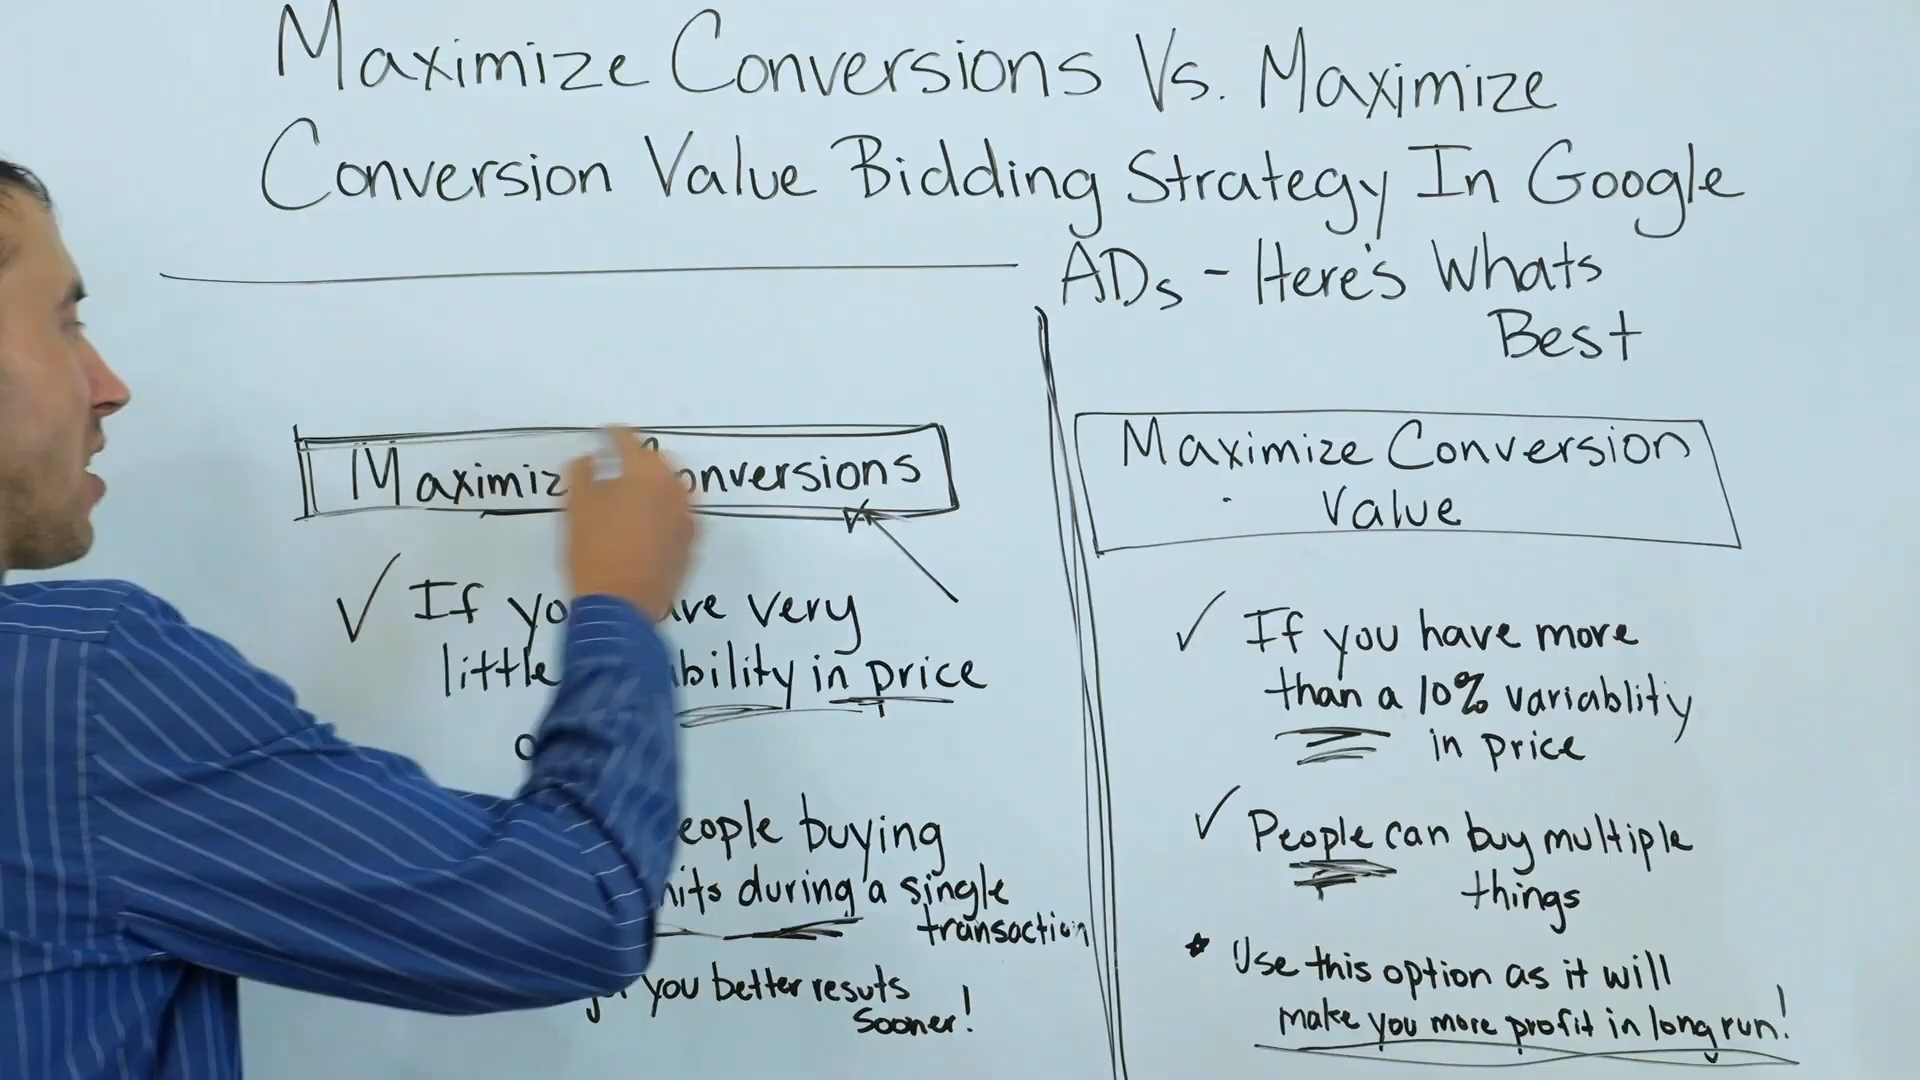 Maximize Conversions Vs. Maximize
Conversion Value Bidding Strategy In Google
ADs - Here's Whats
Best
Maximiz onversions
If yo ve very
little bility in price
o
eople buying
nits during a single
transaction
you better resuts
sooner!
Maximize Conversion
Value
If you have more
than a 10% variablity
in price
People can buy multiple
things
Use this option as it will
make you more profit in long run!